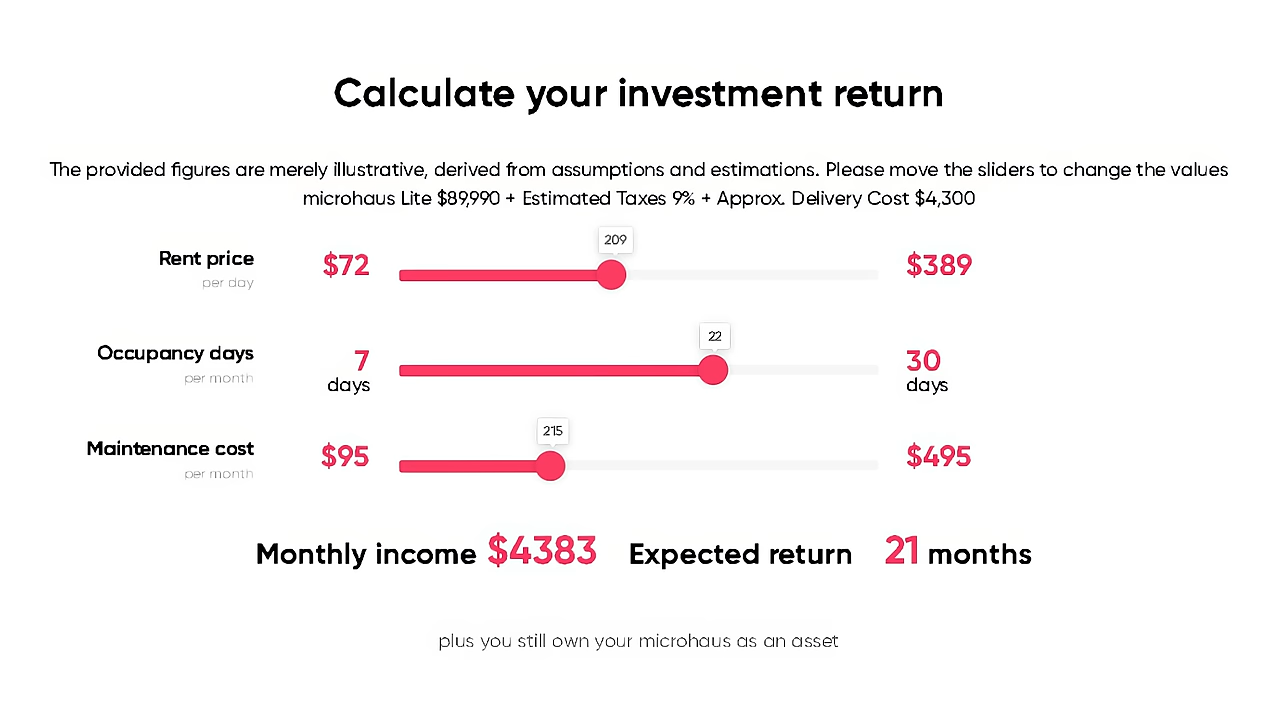 Calculate your investment return
The provided figures are merely illustrative, derived from assumptions and estimations. Please move the sliders to change the values
microhaus Lite $89,990 + Estimated Taxes 9% + Approx. Delivery Cost $4,300
209
Rent price $72 $389
per day
22
Occupancy days 7 30
per month days days
215
Maintenance cost $95 $495
per month
Monthly income $4383 Expected return 21 months
plus you still own your microhaus as an asset